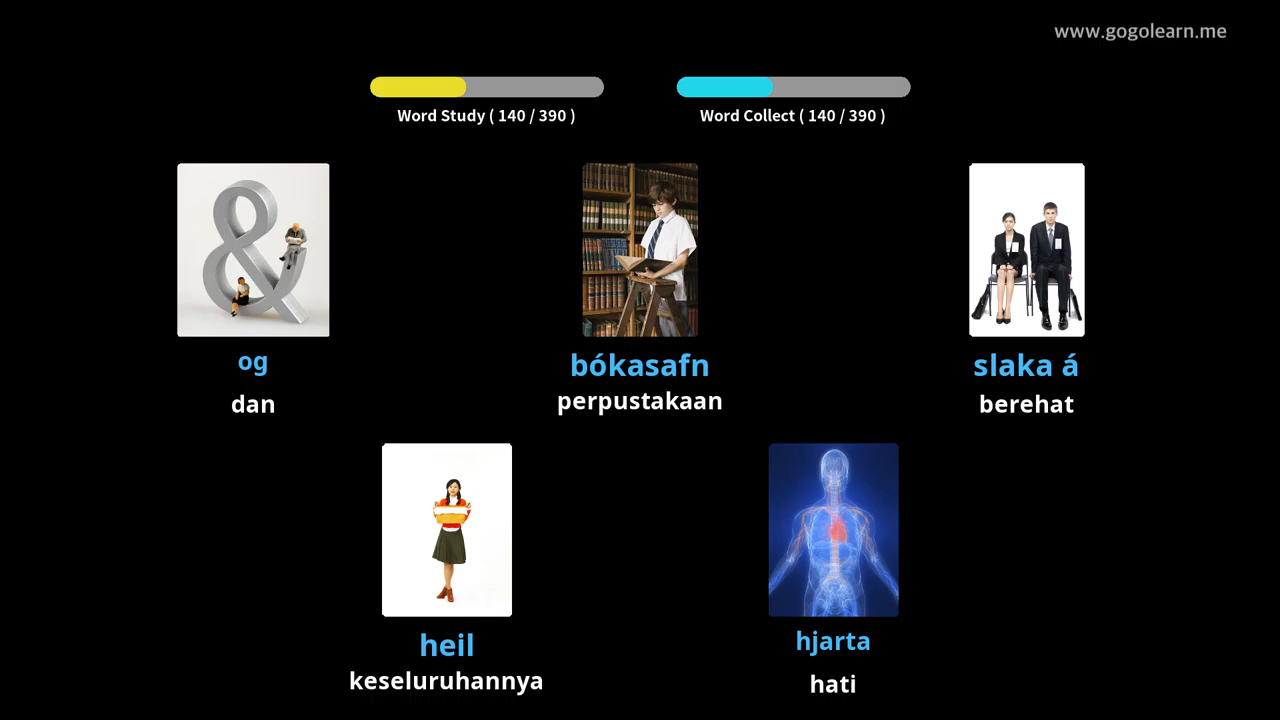 www.gogolearn.me
Word Study ( 140 / 390 )
Word Collect ( 140 / 390 )
&
og
dan
bókasafn
perpustakaan
slaka á
berehat
heil
keseluruhannya
hjarta
hati